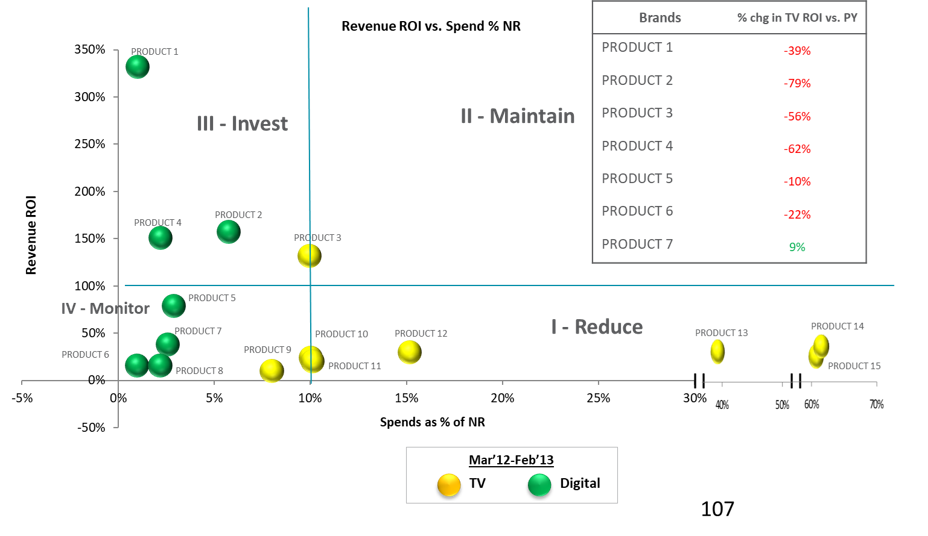 Revenue ROI vs. Spend % NR
Brands % chg in TV ROI vs. PY
PRODUCT 1 -39%
PRODUCT 2 -79%
PRODUCT 3 -56%
PRODUCT 4 -62%
PRODUCT 5 -10%
PRODUCT 6 -22%
PRODUCT 7 9%
Revenue ROI
350%
300%
250%
200%
150%
100%
50%
0%
-50%
PRODUCT 1
III - Invest
II - Maintain
PRODUCT 4
PRODUCT 2
PRODUCT 3
IV - Monitor
PRODUCT 5
I - Reduce
PRODUCT 7
PRODUCT 6
PRODUCT 8
PRODUCT 9
PRODUCT 10
PRODUCT 11
PRODUCT 12
PRODUCT 13
PRODUCT 14
PRODUCT 15
-5% 0% 5% 10% 15% 20% 25% 30% 40% 50% 60% 70%
Spends as % of NR
Mar'12-Feb'13
TV Digital
107